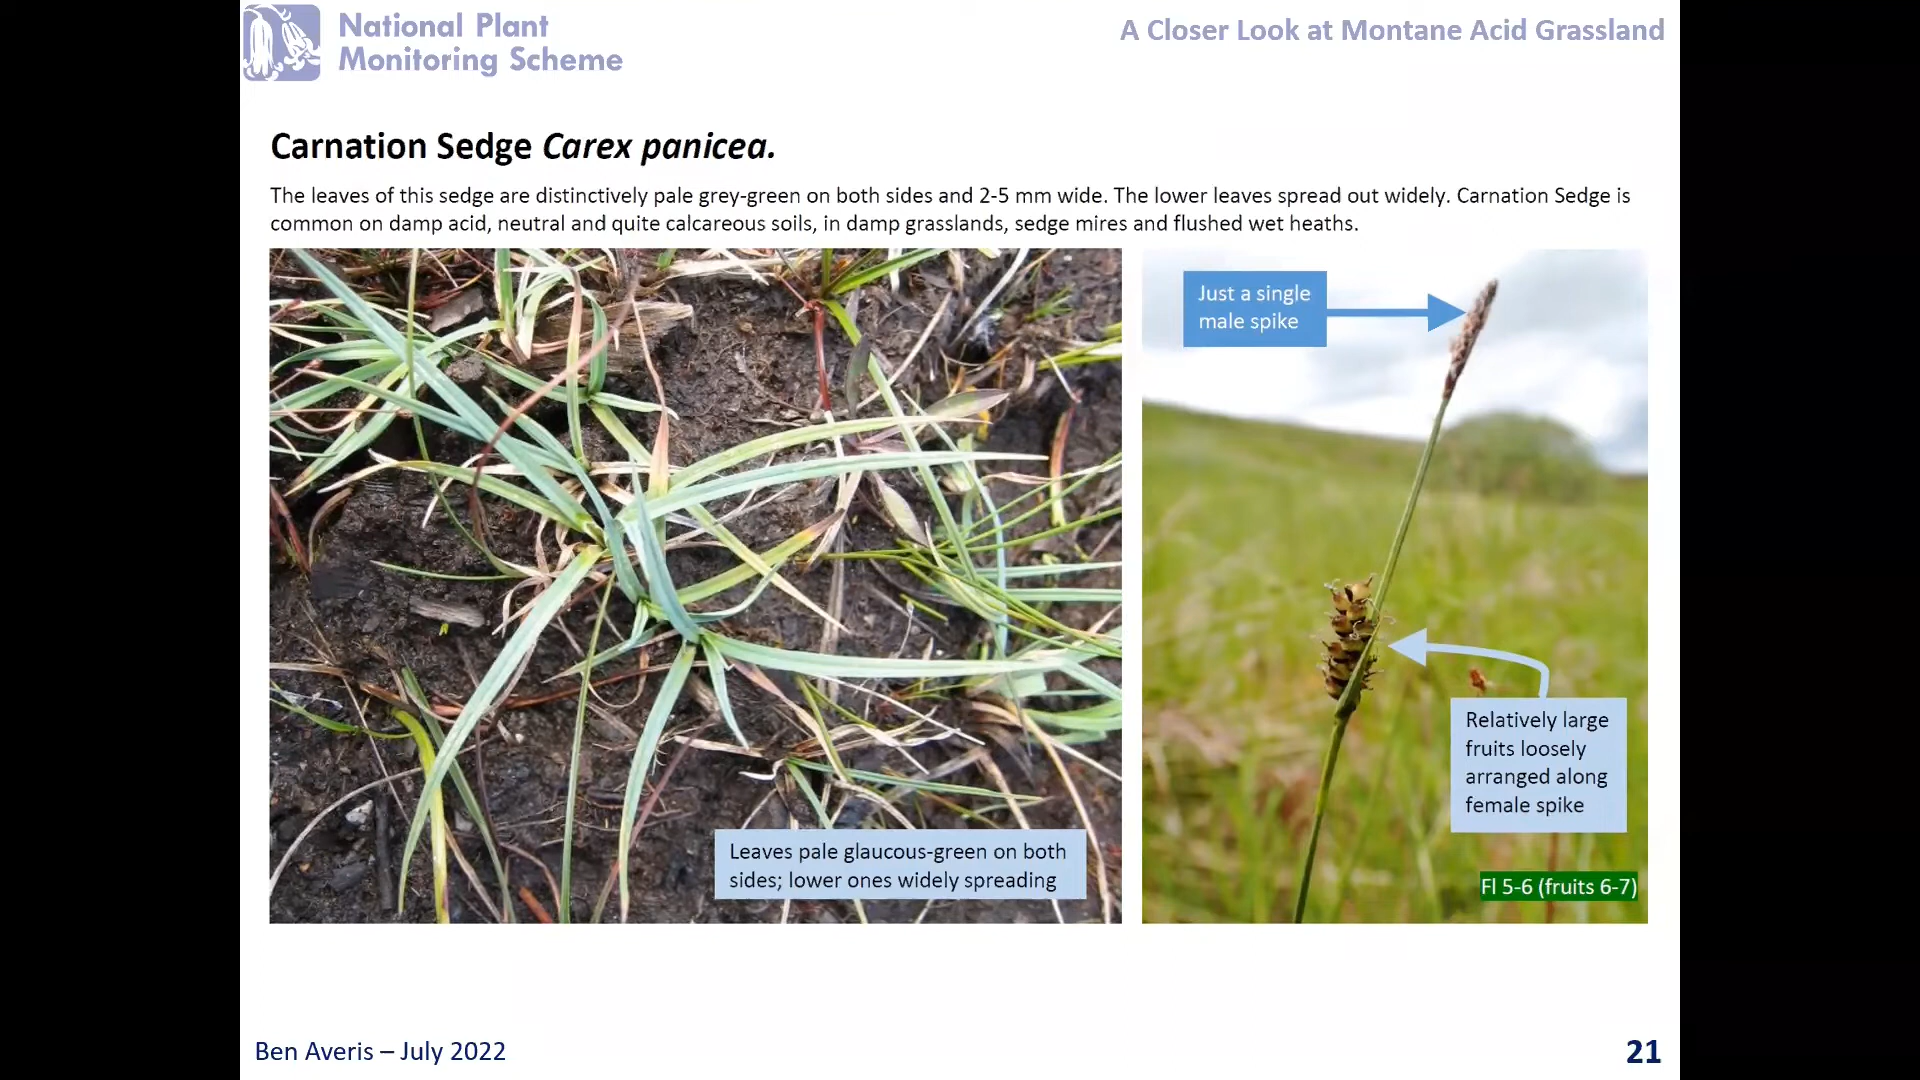 National Plant
Monitoring Scheme
A Closer Look at Montane Acid Grassland
Carnation Sedge Carex panicea.
The leaves of this sedge are distinctively pale grey-green on both sides and 2-5 mm wide. The lower leaves spread out widely. Carnation Sedge is
common on damp acid, neutral and quite calcareous soils, in damp grasslands, sedge mires and flushed wet heaths.
Just a single
male spike
Relatively large
fruits loosely
arranged along
female spike
Leaves pale glaucous-green on both
sides; lower ones widely spreading
Fl 5-6 (fruits 6-7)
Ben Averis – July 2022
21